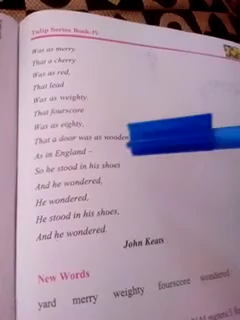 Tulip Series Book-IV
Was as merry,
That a cherry
Was as red,
That lead
Was as weighty,
That fourscore
Was as eighty,
That a door was as wooden
As in England –
So he stood in his shoes
And he wondered,
He wondered,
He stood in his shoes,
And he wondered.
John Keats
New Words
yard merry weighty fourscore wondered